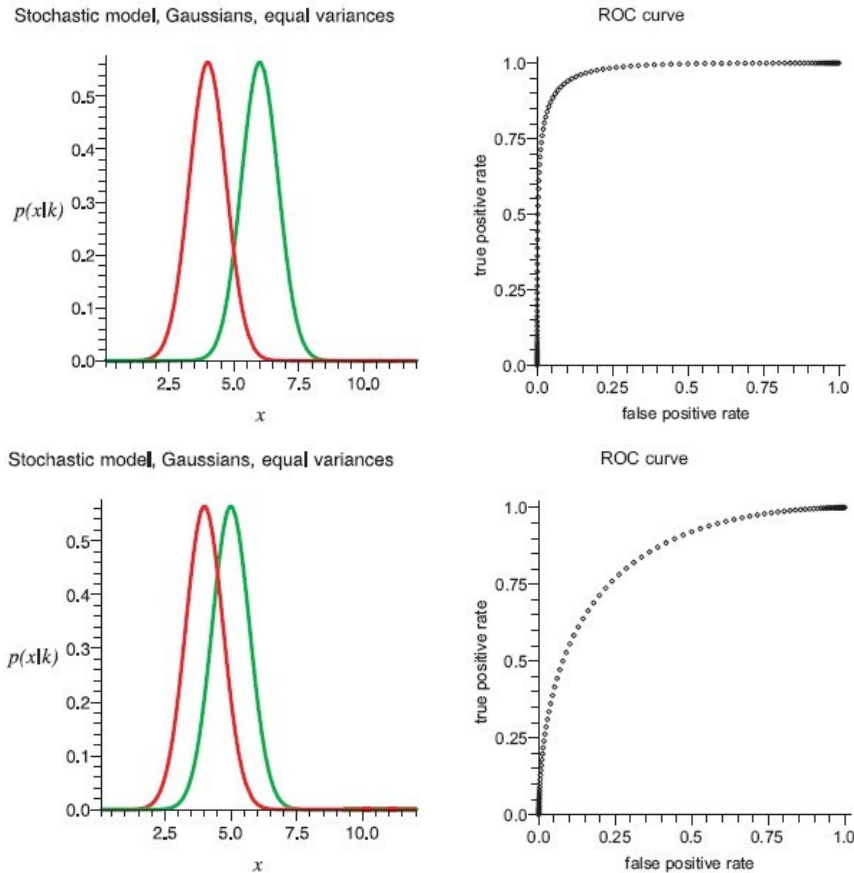 Stochastic model, Gaussians, equal variances
0.5
0.4
0.3
p(x|k)
0.2
0.1
0.0
2.5 5.0 7.5 10.0
x
ROC curve
1.0
0.75
true positive rate
0.5
0.25
0.0
0.0 0.25 0.5 0.75 1.0
false positive rate
Stochastic model, Gaussians, equal variances
0.5
0.4
0.3
p(x|k)
0.2
0.1
0.0
2.5 5.0 7.5 10.0
x
ROC curve
1.0
0.75
true positive rate
0.5
0.25
0.0
0.0 0.25 0.5 0.75 1.0
false positive rate